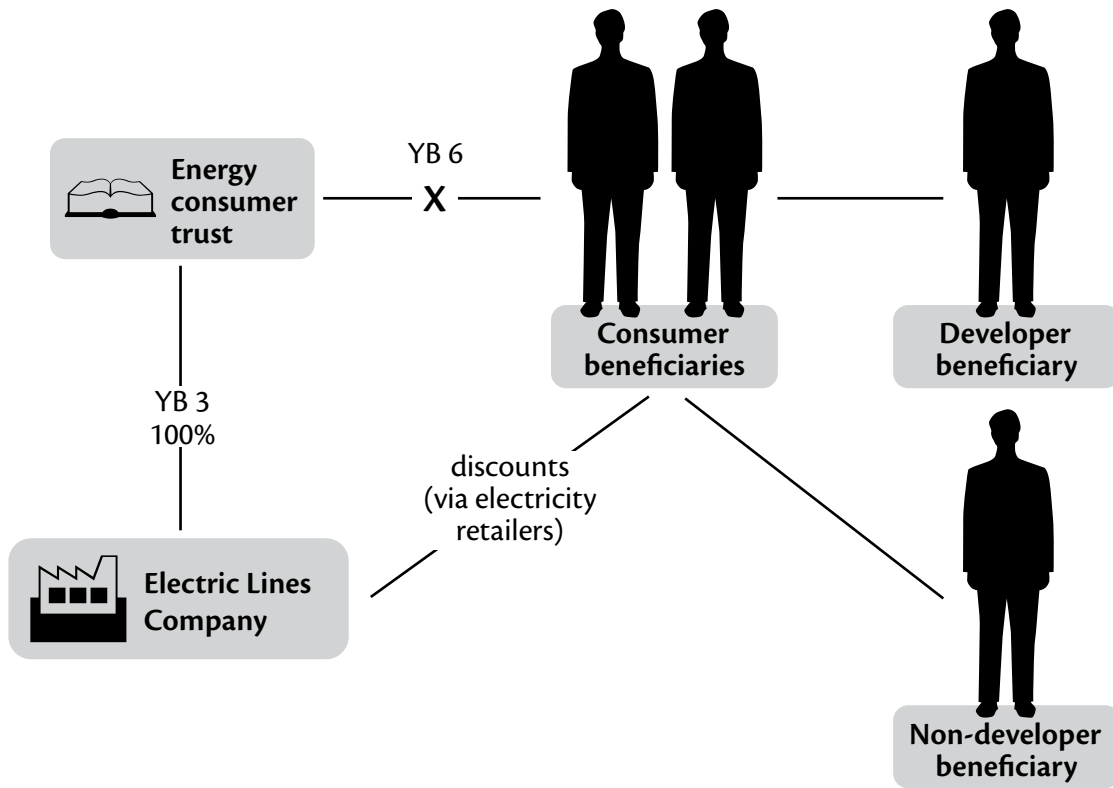 Energy
consumer
trust
YB 6
X
Consumer
beneficiaries
Developer
beneficiary
YB 3
100%
discounts
(via electricity
retailers)
Electric Lines
Company
Non-developer
beneficiary